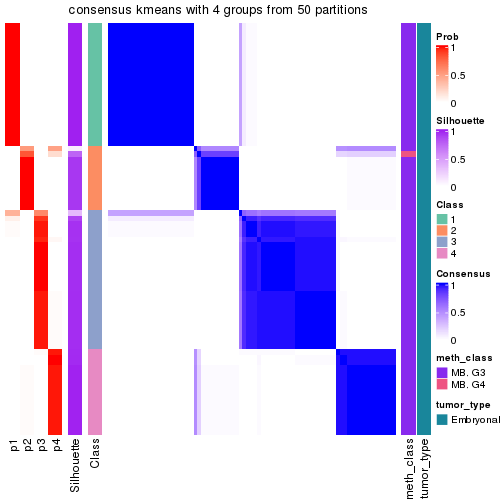 consensus kmeans with 4 groups from 50 partitions
Prob
1
0.5
0
Silhouette
1
0.5
0
Class
1
2
3
4
Consensus
1
0.5
0
meth_class
MB. G3
MB. G4
tumor_type
Embryonal
p1
p2
p3
p4
Silhouette
Class
meth_class
tumor_type